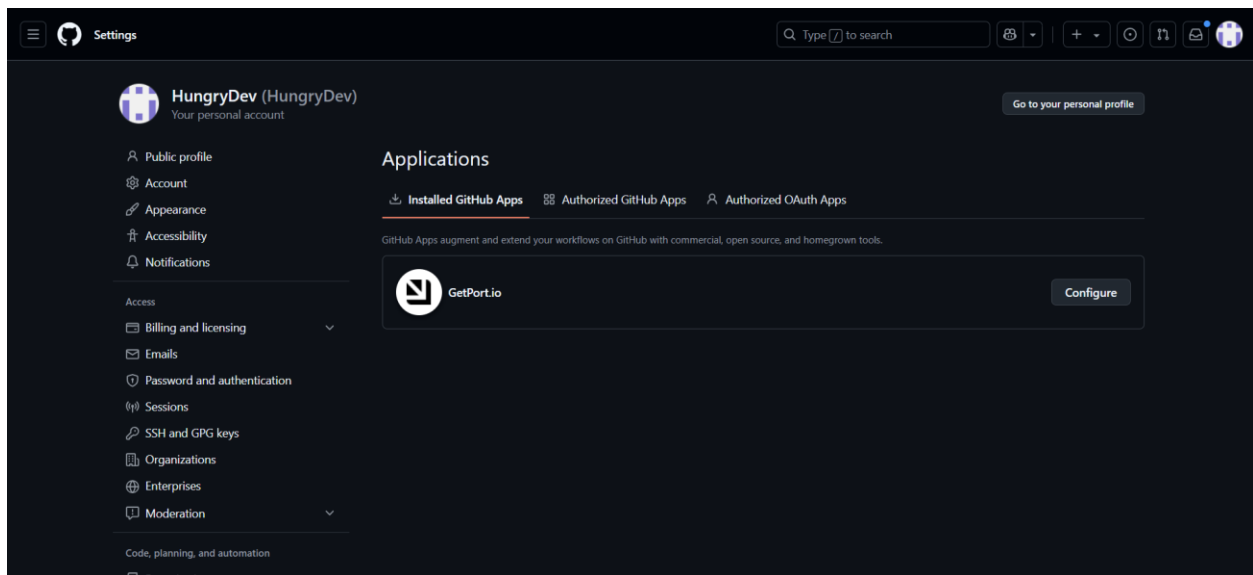 Settings
Type / to search
HungryDev (HungryDev)
Your personal account
Go to your personal profile
Public profile
Account
Appearance
Accessibility
Notifications
Access
Billing and licensing
Emails
Password and authentication
Sessions
SSH and GPG keys
Organizations
Enterprises
Moderation
Code, planning, and automation
Applications
Installed GitHub Apps
Authorized GitHub Apps
Authorized OAuth Apps
GitHub Apps augment and extend your workflows on GitHub with commercial, open source, and homegrown tools.
GetPort.io
Configure